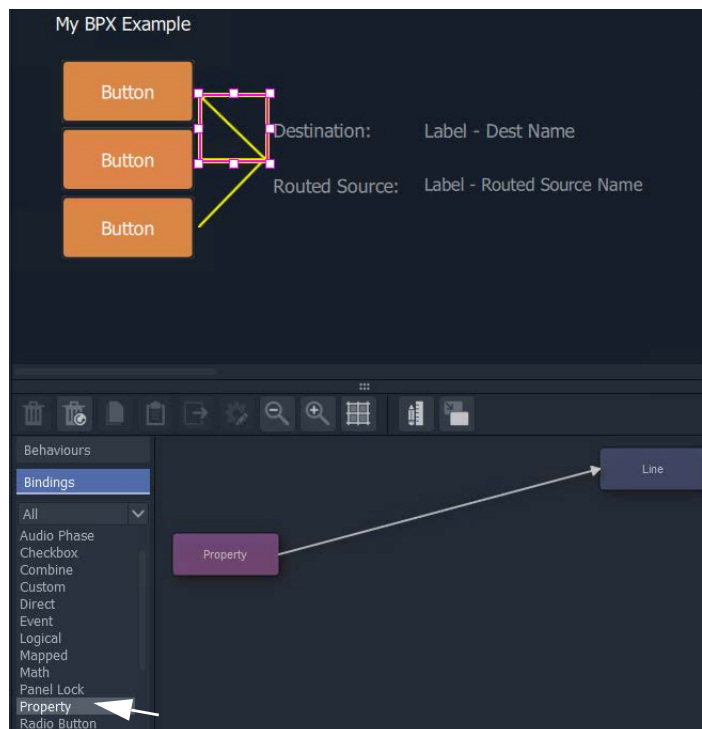 My BPX Example
Button
Button
Button
Destination: Label - Dest Name
Routed Source: Label - Routed Source Name
Behaviours
Bindings
All
Audio Phase
Checkbox
Combine
Custom
Direct
Event
Logical
Mapped
Math
Panel Lock
Property
Radio Button
Property
Line